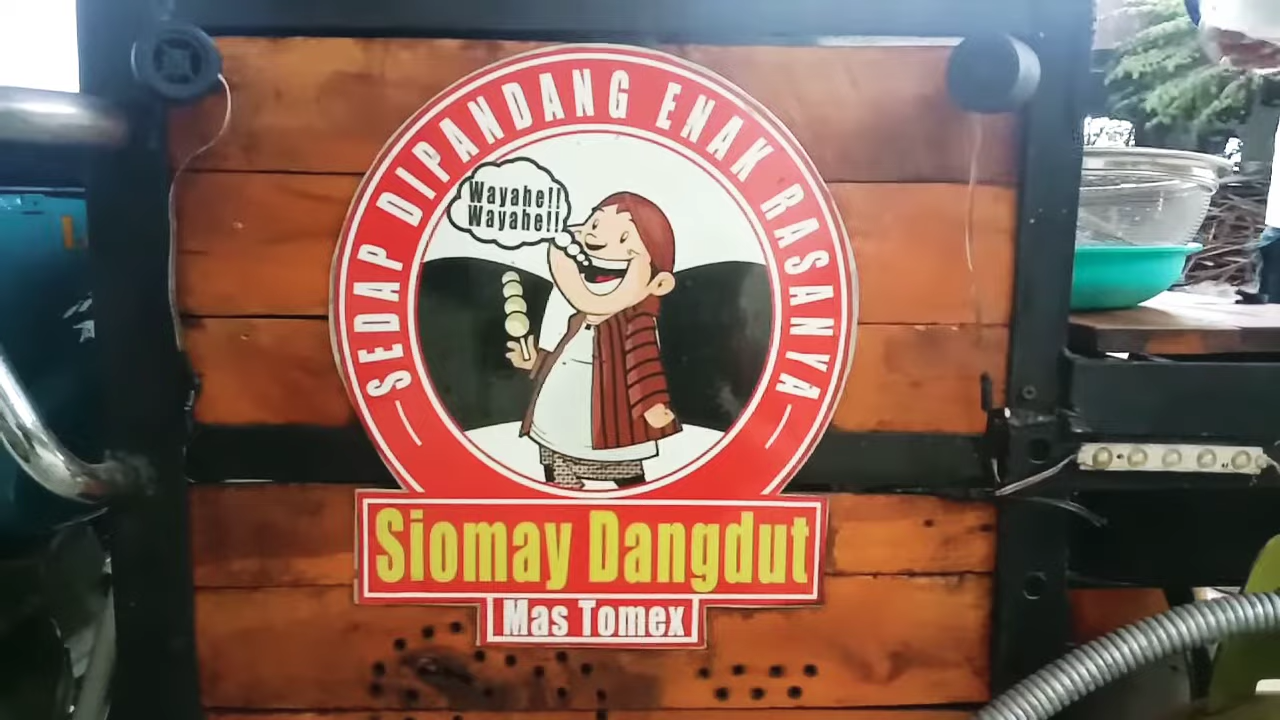 SEDAP DIPANDANG ENAK RASANYA
Wayahe!!
Wayahe!!
Siomay Dangdut
Mas Tomex